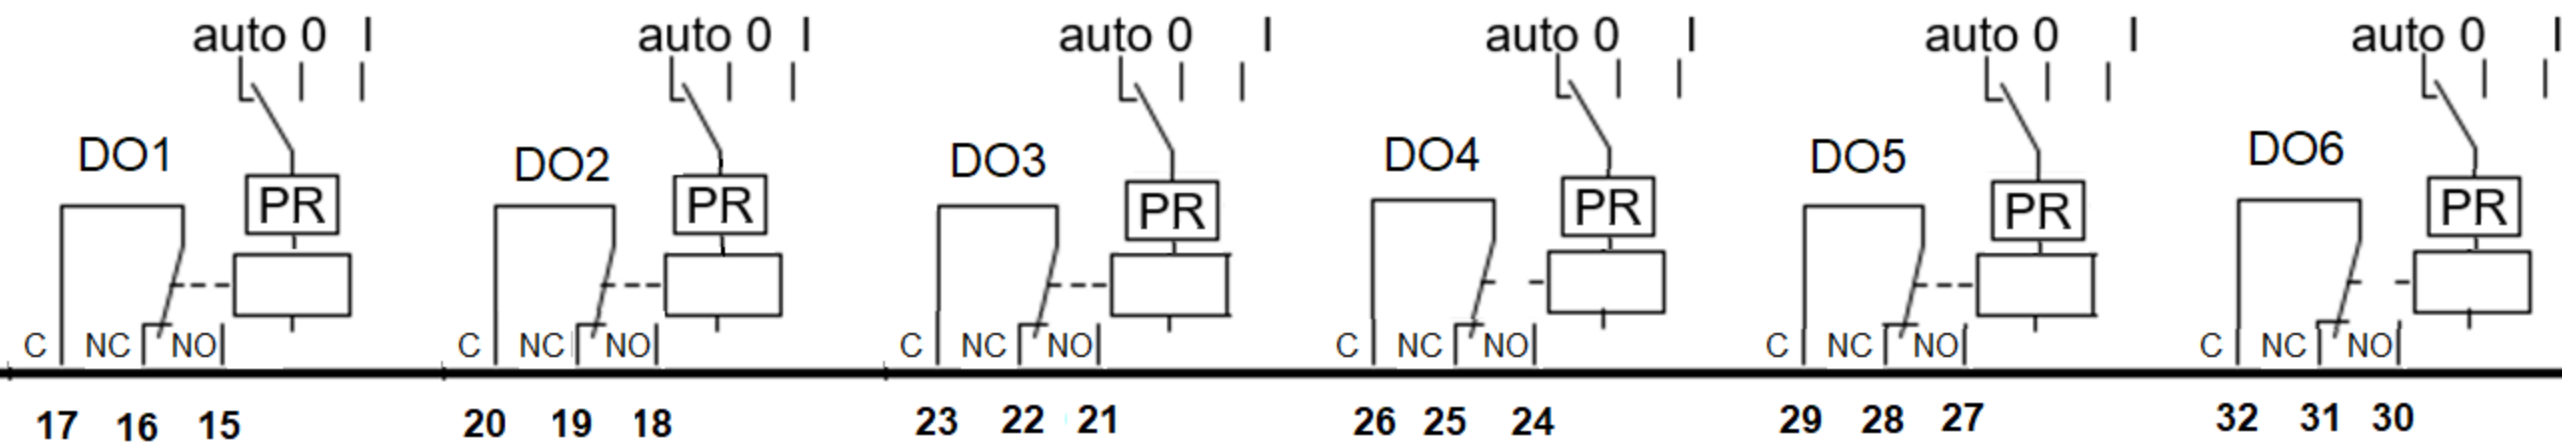 auto 0 I auto 0 I auto 0 I auto 0 I auto 0 I auto 0 I
DO1 DO2 DO3 DO4 DO5 DO6
PR PR PR PR PR PR
C NC NO C NC NO C NC NO C NC NO C NC NO C NC NO
17 16 15 20 19 18 23 22 21 26 25 24 29 28 27 32 31 30